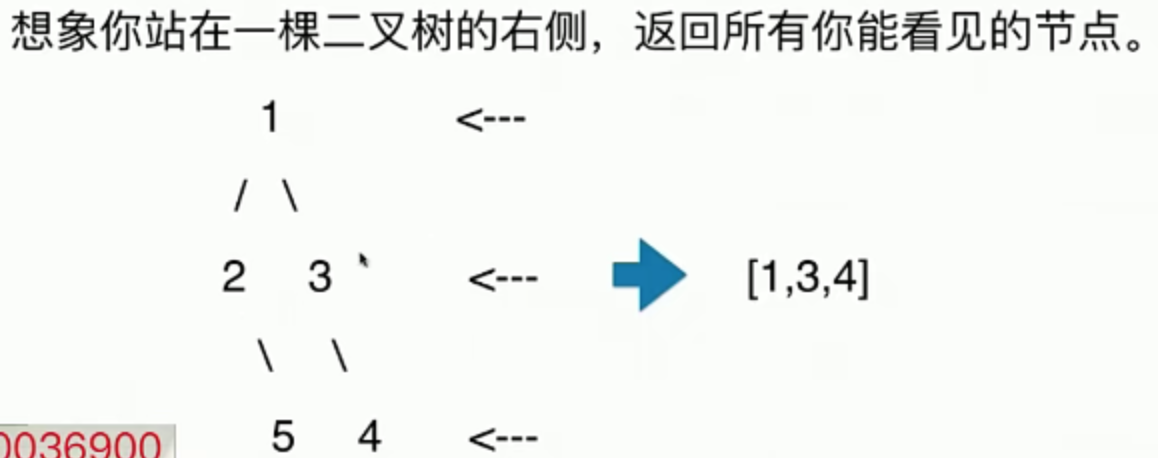 想象你站在一棵二叉树的右侧，返回所有你能看见的节点。
1 <---
/ \
2 3 <--- [1,3,4]
\ \
5 4 <---
0036900